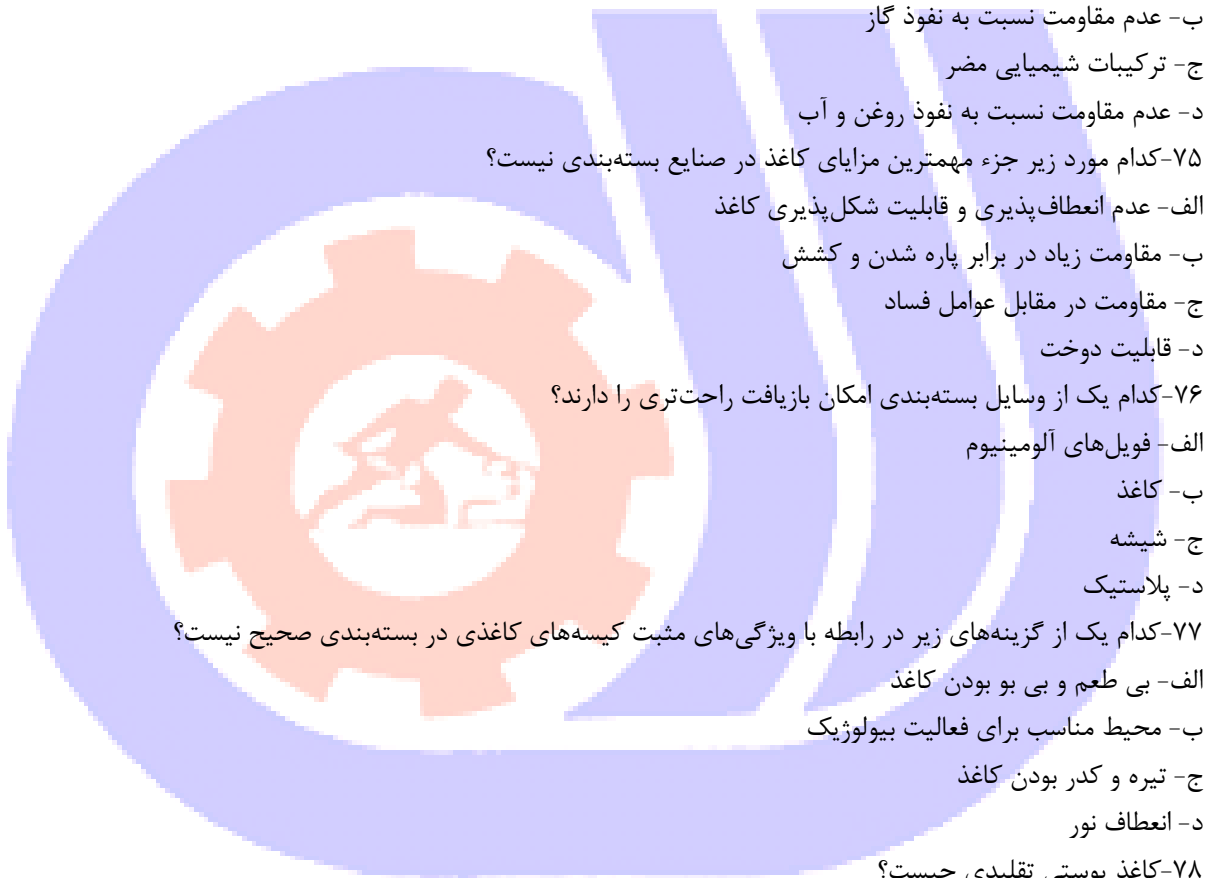 ب- عدم مقاومت نسبت به نفوذ گاز
ج- ترکیبات شیمیایی مضر
د- عدم مقاومت نسبت به نفوذ روغن و آب
۷۵-کدام مورد زیر جزء مهمترین مزایای کاغذ در صنایع بسته‌بندی نیست؟
الف- عدم انعطاف‌پذیری و قابلیت شکل‌پذیری کاغذ
ب- مقاومت زیاد در برابر پاره شدن و کشش
ج- مقاومت در مقابل عوامل فساد
د- قابلیت دوخت
۷۶-کدام یک از وسایل بسته‌بندی امکان بازیافت راحت‌تری را دارند؟
الف- فویل‌های آلومینیوم
ب- کاغذ
ج- شیشه
د- پلاستیک
۷۷-کدام یک از گزینه‌های زیر در رابطه با ویژگی‌های مثبت کیسه‌های کاغذی در بسته‌بندی صحیح نیست؟
الف- بی طعم و بی بو بودن کاغذ
ب- محیط مناسب برای فعالیت بیولوژیک
ج- تیره و کدر بودن کاغذ
د- انعطاف نور
۷۸-کاغذ پوستی تقلیدی چیست؟